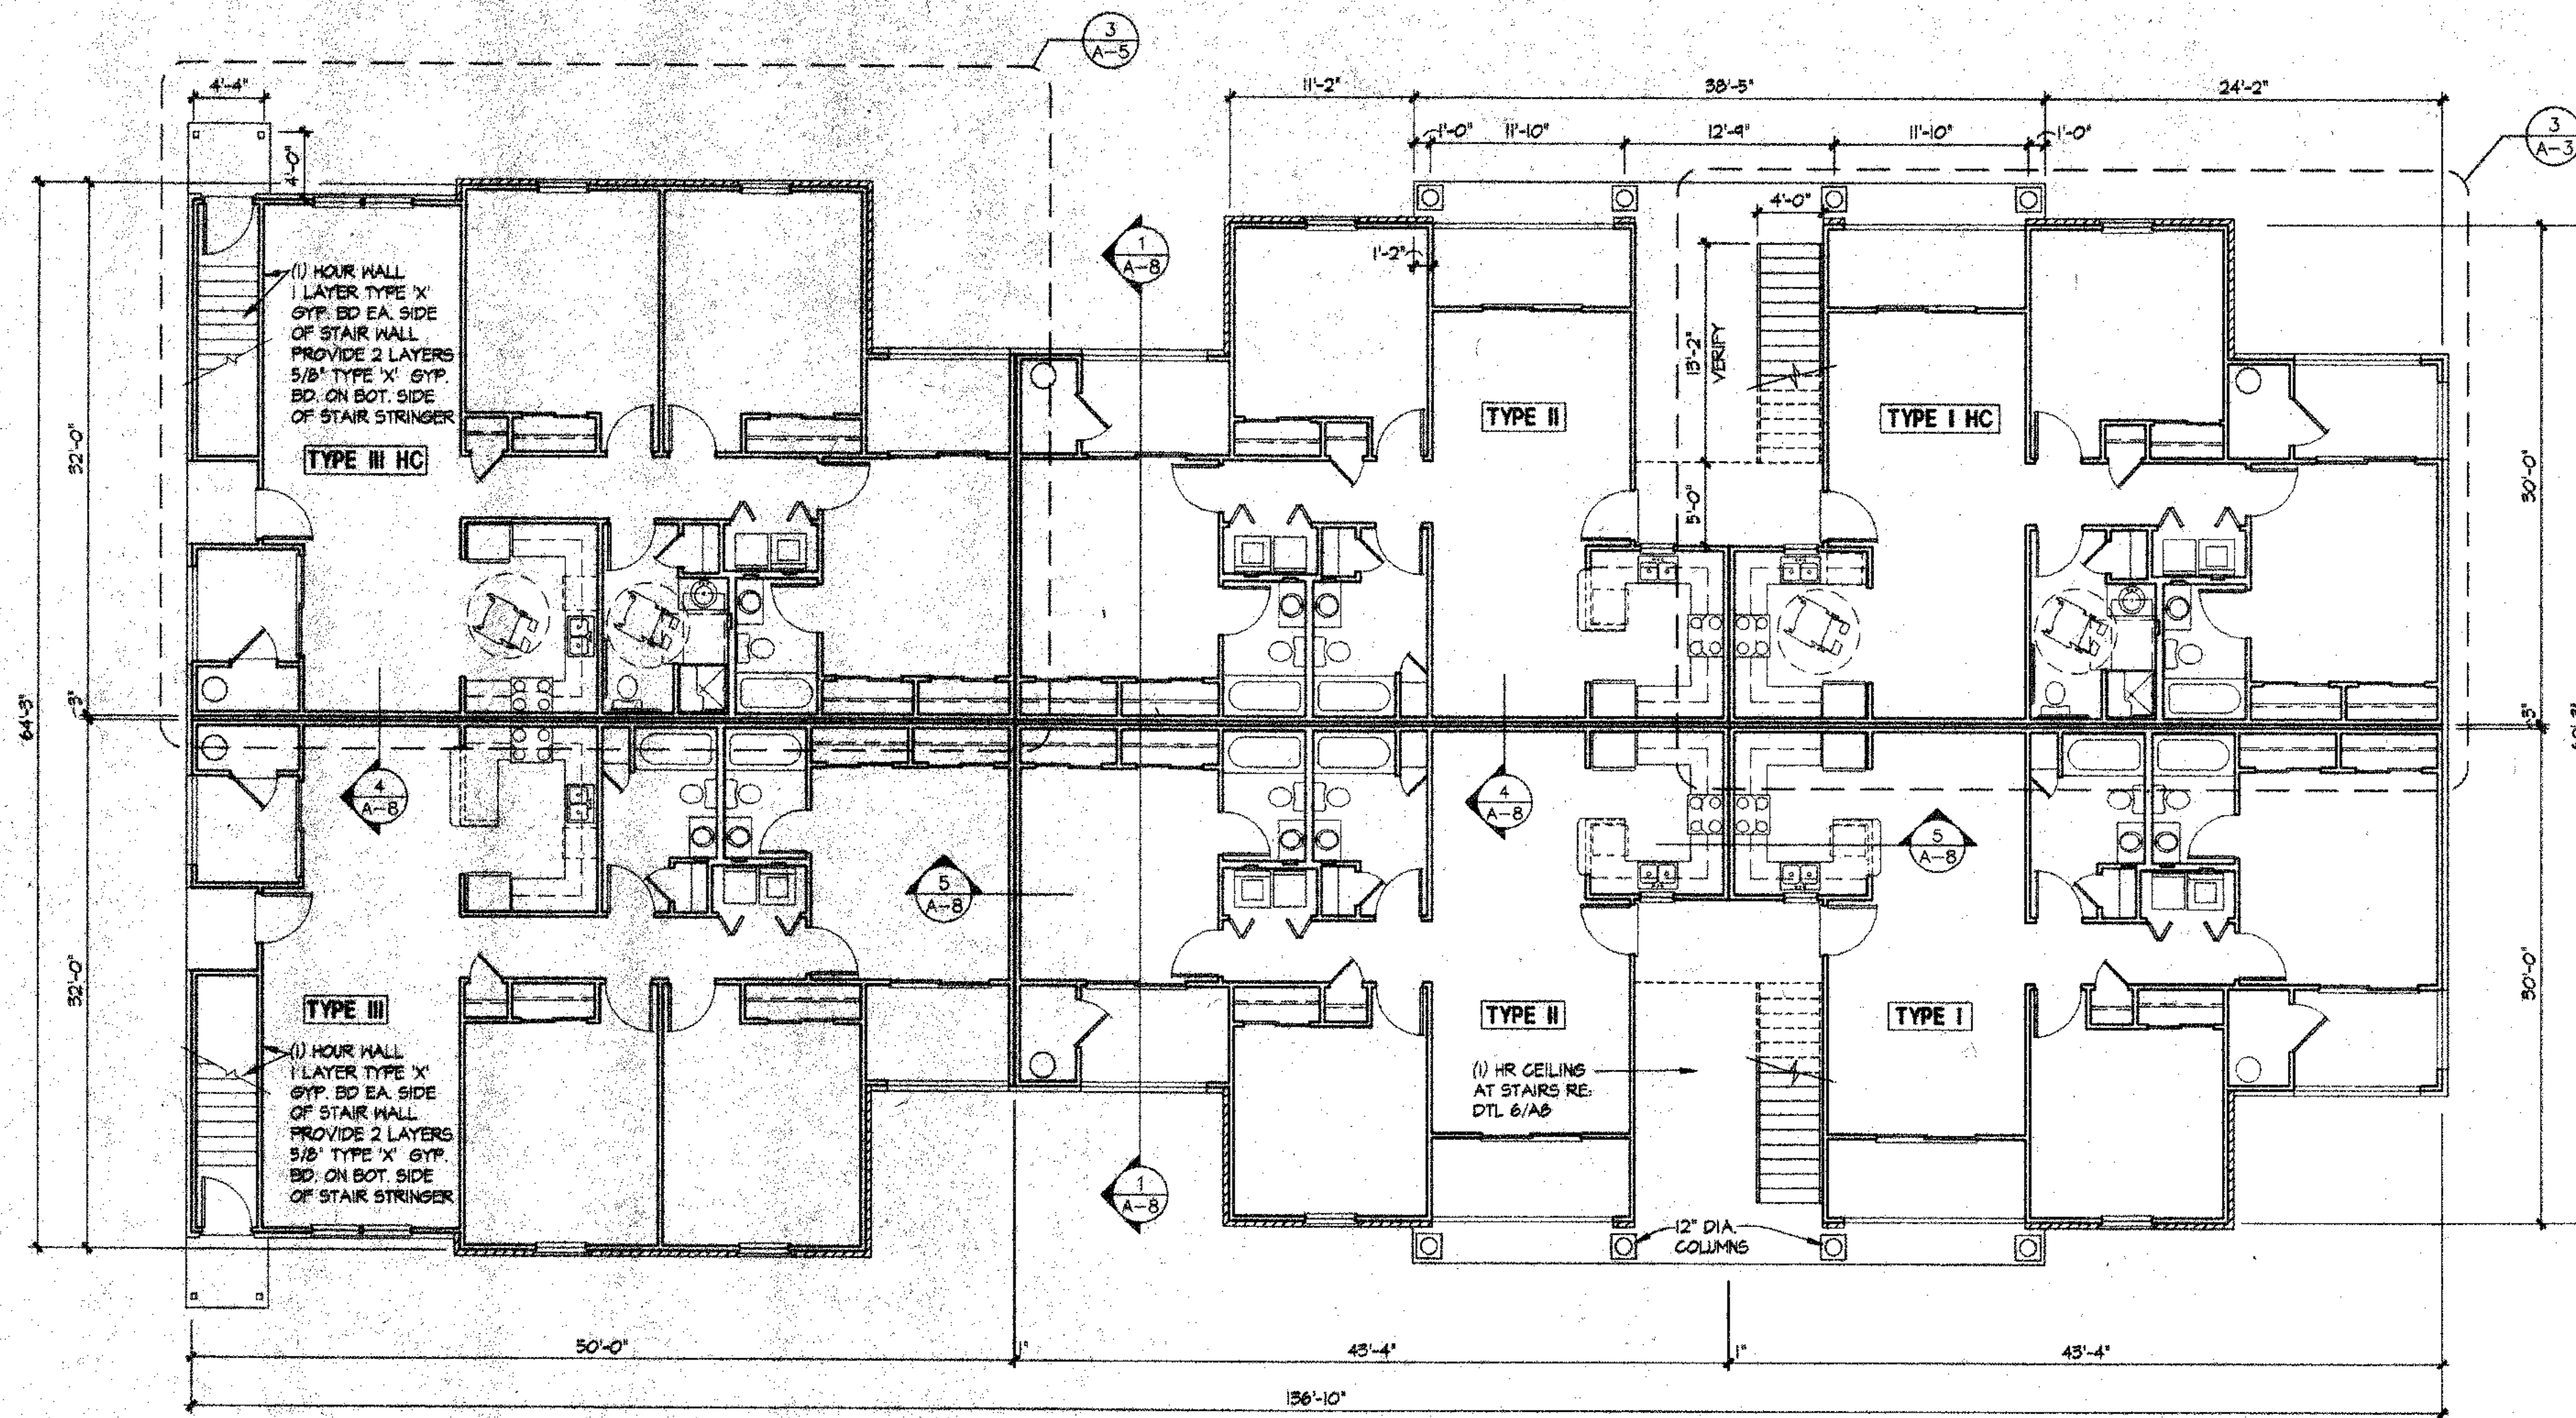 3
A-5
4'-4"
11'-2"
38'-5"
24'-2"
3
A-3
1'-0"
11'-10"
12'-9"
11'-10"
1'-0"
4'-0"
4'-0"
1
A-8
1'-2"
(1) HOUR WALL
1 LAYER TYPE 'X'
GYP. BD EA. SIDE
OF STAIR WALL
PROVIDE 2 LAYERS
5/8" TYPE 'X' GYP.
BD. ON BOT. SIDE
OF STAIR STRINGER
13'-2"
VERIFY
TYPE II
TYPE I HC
TYPE III HC
32'-0"
30'-0"
5'-0"
64'-3"
3"
3"
4
A-8
4
A-8
5
A-8
5
A-8
32'-0"
30'-0"
TYPE III
TYPE II
TYPE I
(1) HOUR WALL
1 LAYER TYPE 'X'
GYP. BD EA. SIDE
OF STAIR WALL
PROVIDE 2 LAYERS
5/8" TYPE 'X' GYP.
BD. ON BOT. SIDE
OF STAIR STRINGER
(1) HR CEILING
AT STAIRS RE:
DTL 6/A6
1
A-8
12" DIA.
COLUMNS
50'-0"
1"
43'-4"
1"
43'-4"
136'-10"